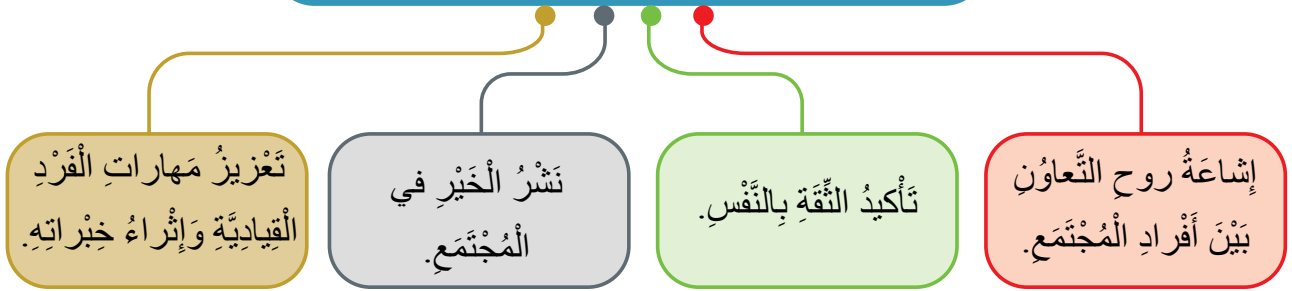 إِشاعَةُ روحِ التَّعاوُنِ
بَيْنَ أَفْرادِ الْمُجْتَمَعِ.
تَأْكيدُ الثِّقَةِ بِالنَّفْسِ.
نَشْرُ الْخَيْرِ في
الْمُجْتَمَعِ.
تَعْزيزُ مَهاراتِ الْفَرْدِ
الْقِيادِيَّةِ وَإِثْراءُ خِبْراتِهِ.